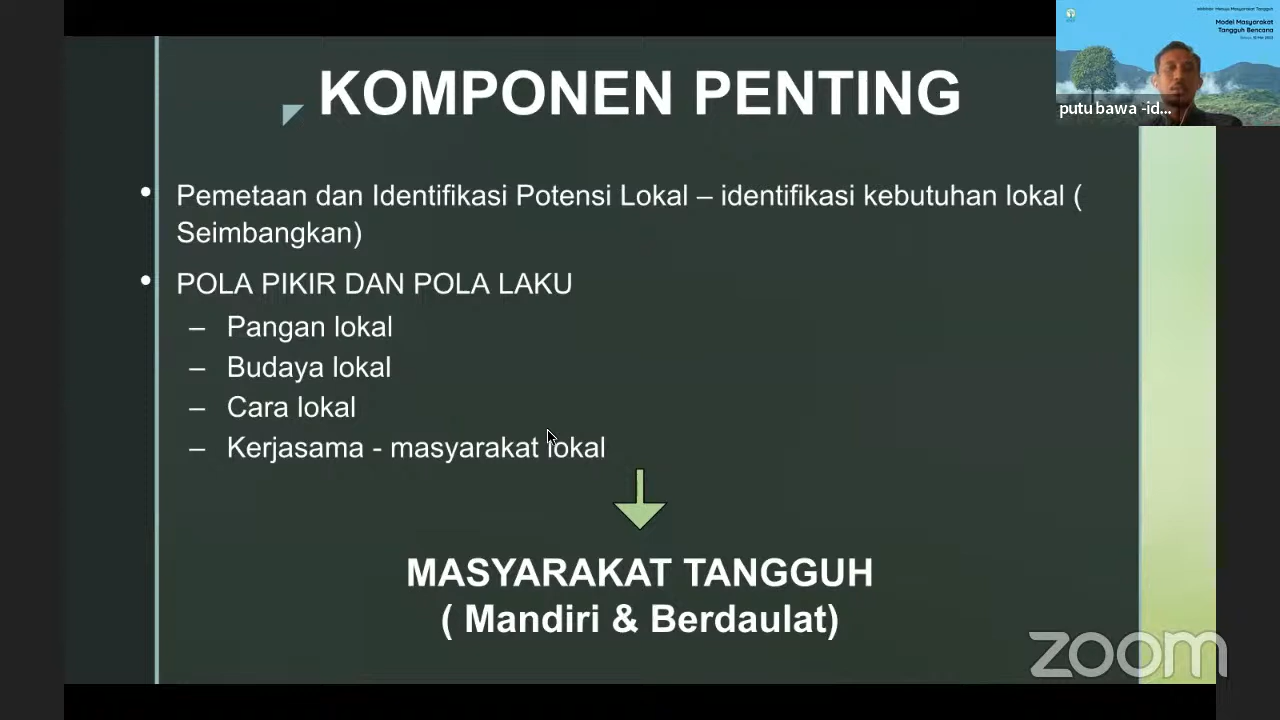 KOMPONEN PENTING
• Pemetaan dan Identifikasi Potensi Lokal – identifikasi kebutuhan lokal (
Seimbangkan)
• POLA PIKIR DAN POLA LAKU
– Pangan lokal
– Budaya lokal
– Cara lokal
– Kerjasama - masyarakat lokal
MASYARAKAT TANGGUH
( Mandiri & Berdaulat)
Model Masyarakat
Tangguh Bencana
putu bawa -id...
zoom